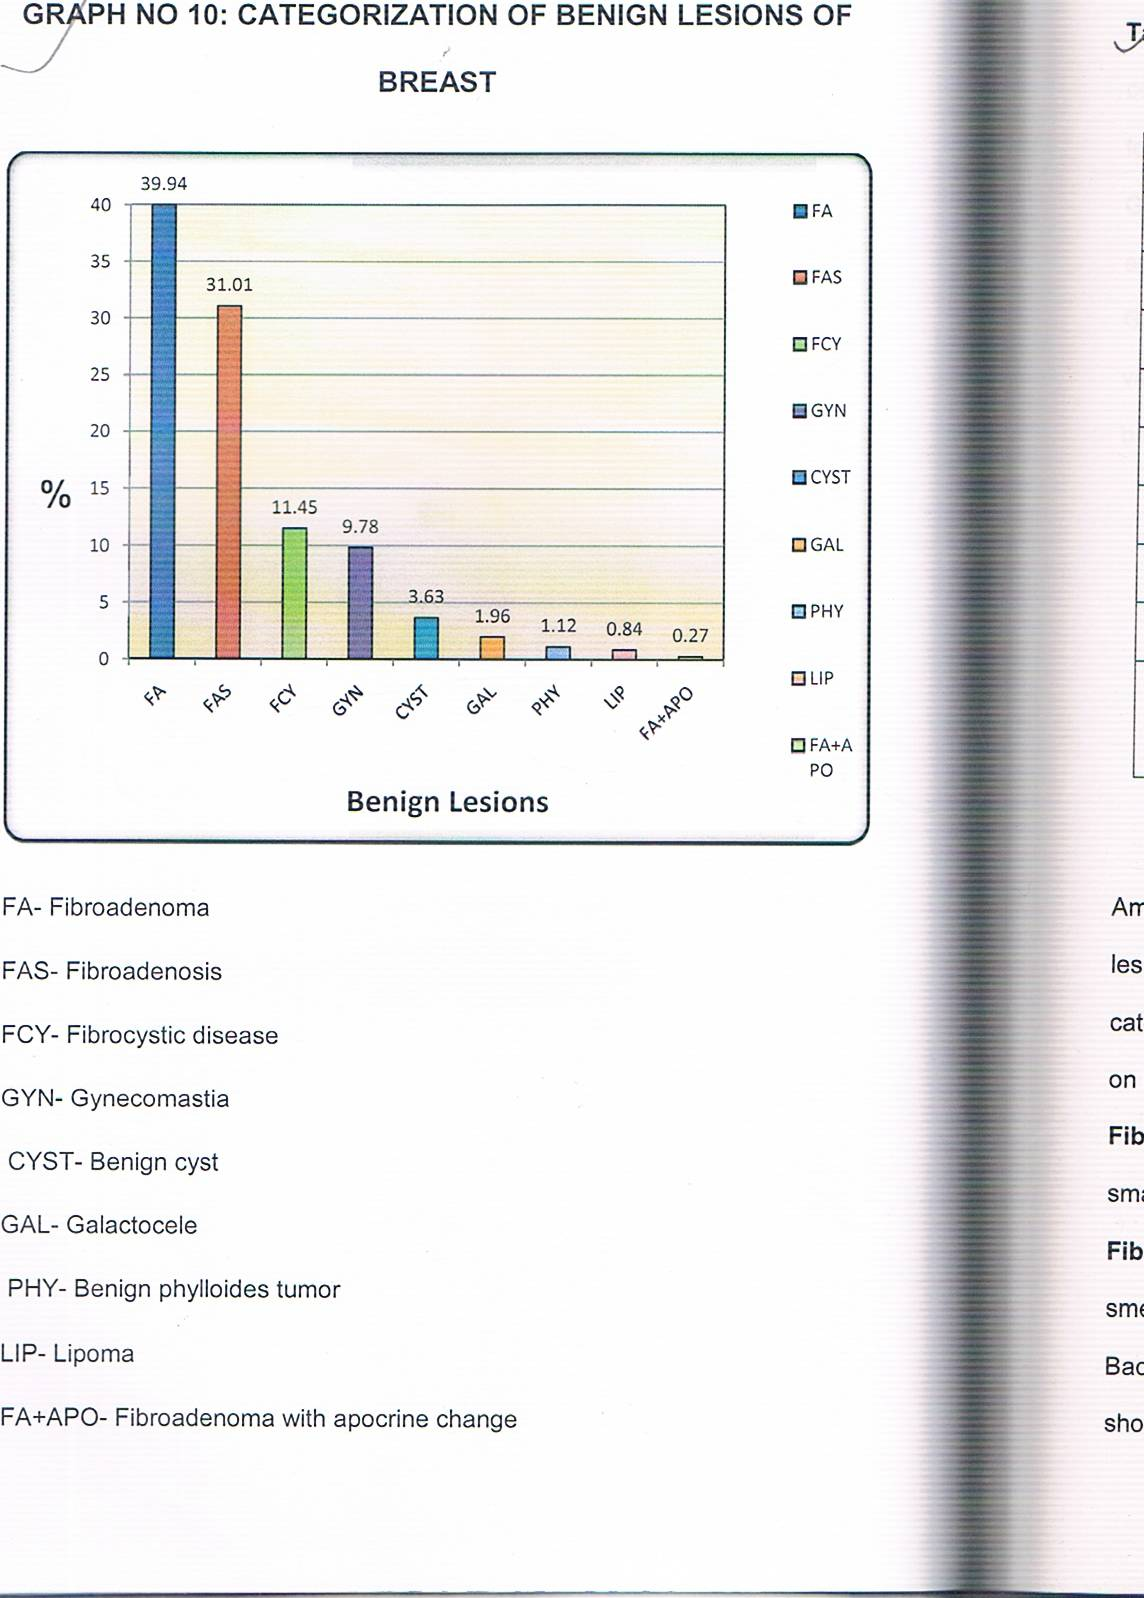 GRAPH NO 10: CATEGORIZATION OF BENIGN LESIONS OF
BREAST
39.94
31.01
11.45
9.78
3.63
1.96
1.12
0.84
0.27
40
35
30
25
20
15
10
5
0
%
FA
FAS
FCY
GYN
CYST
GAL
PHY
LIP
FA+APO
Benign Lesions
FA
FAS
FCY
GYN
CYST
GAL
PHY
LIP
FA+A
PO
FA- Fibroadenoma
FAS- Fibroadenosis
FCY- Fibrocystic disease
GYN- Gynecomastia
CYST- Benign cyst
GAL- Galactocele
PHY- Benign phylloides tumor
LIP- Lipoma
FA+APO- Fibroadenoma with apocrine change
les
cat
on
Fib